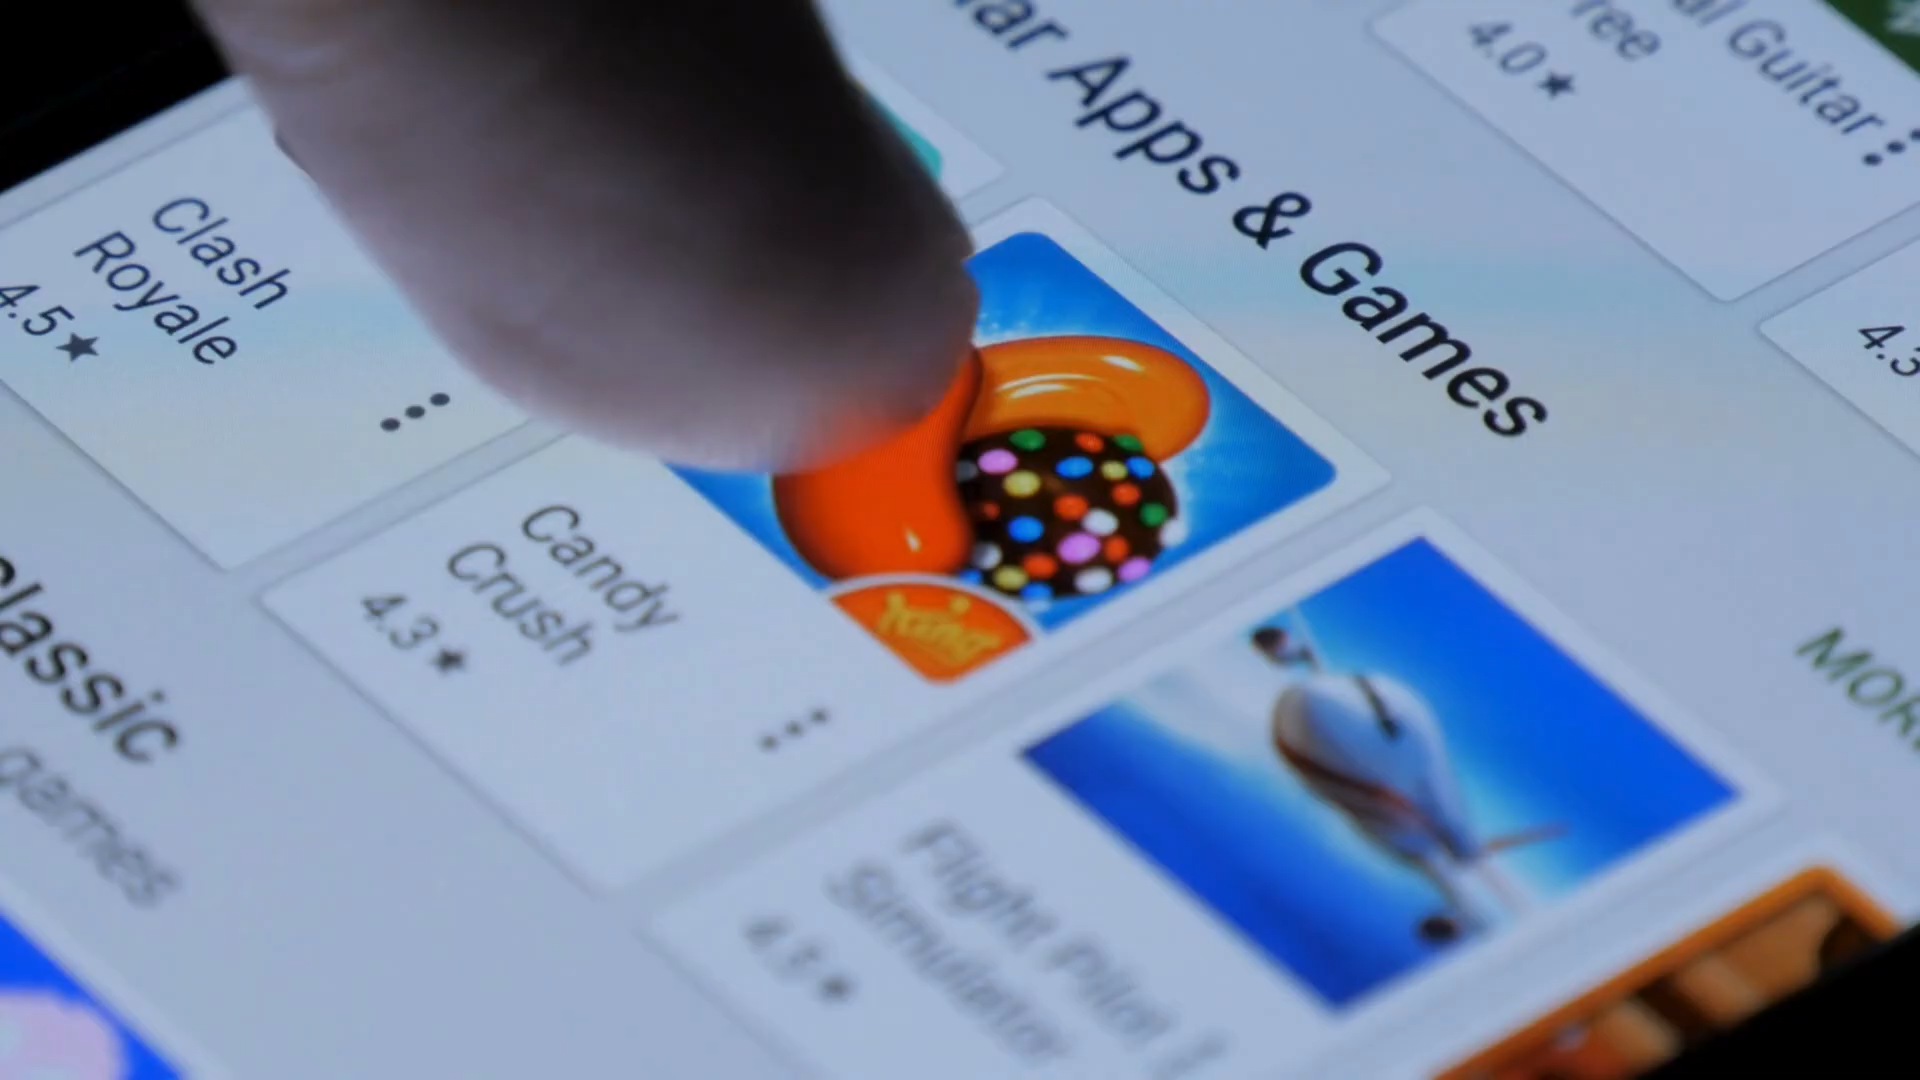 al Guitar
ree
4.0★
4.3
lar Apps & Games
MOR
Clash
Royale
4.5★
Candy
Crush
4.3★
King
Flight Pilot
Simulator
lassic
games